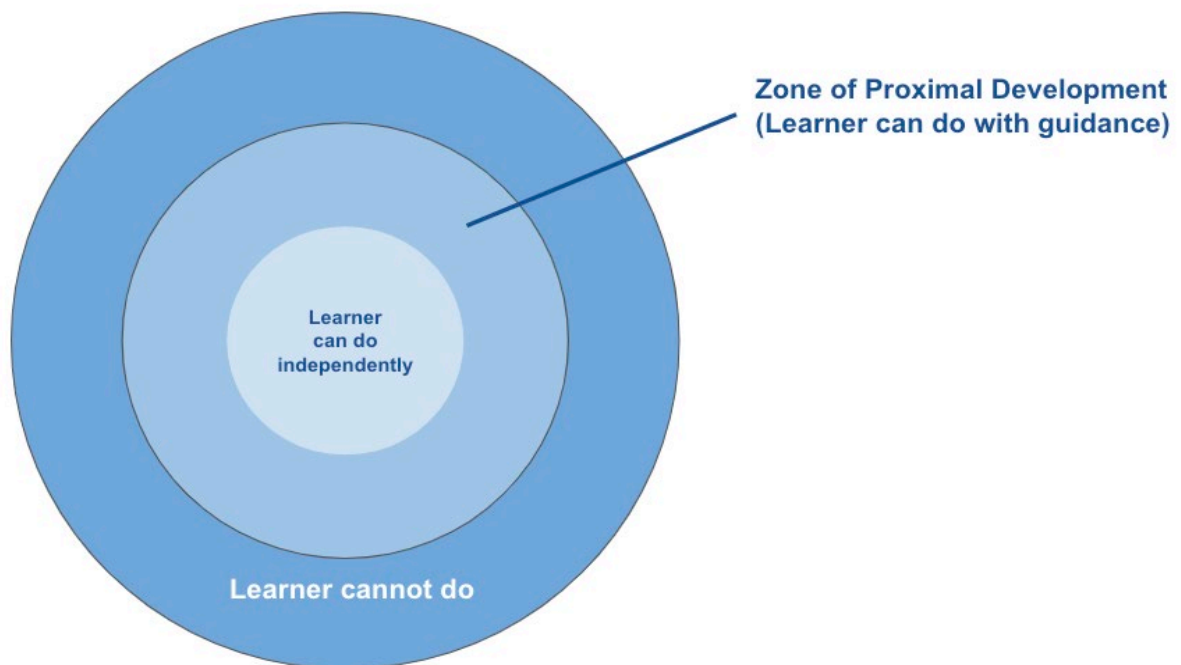 Zone of Proximal Development
(Learner can do with guidance)
Learner
can do
independently
Learner cannot do